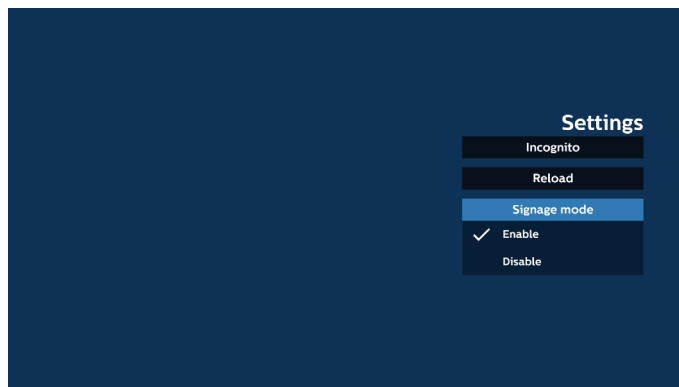 Settings
Incognito
Reload
Signage mode
Enable
Disable